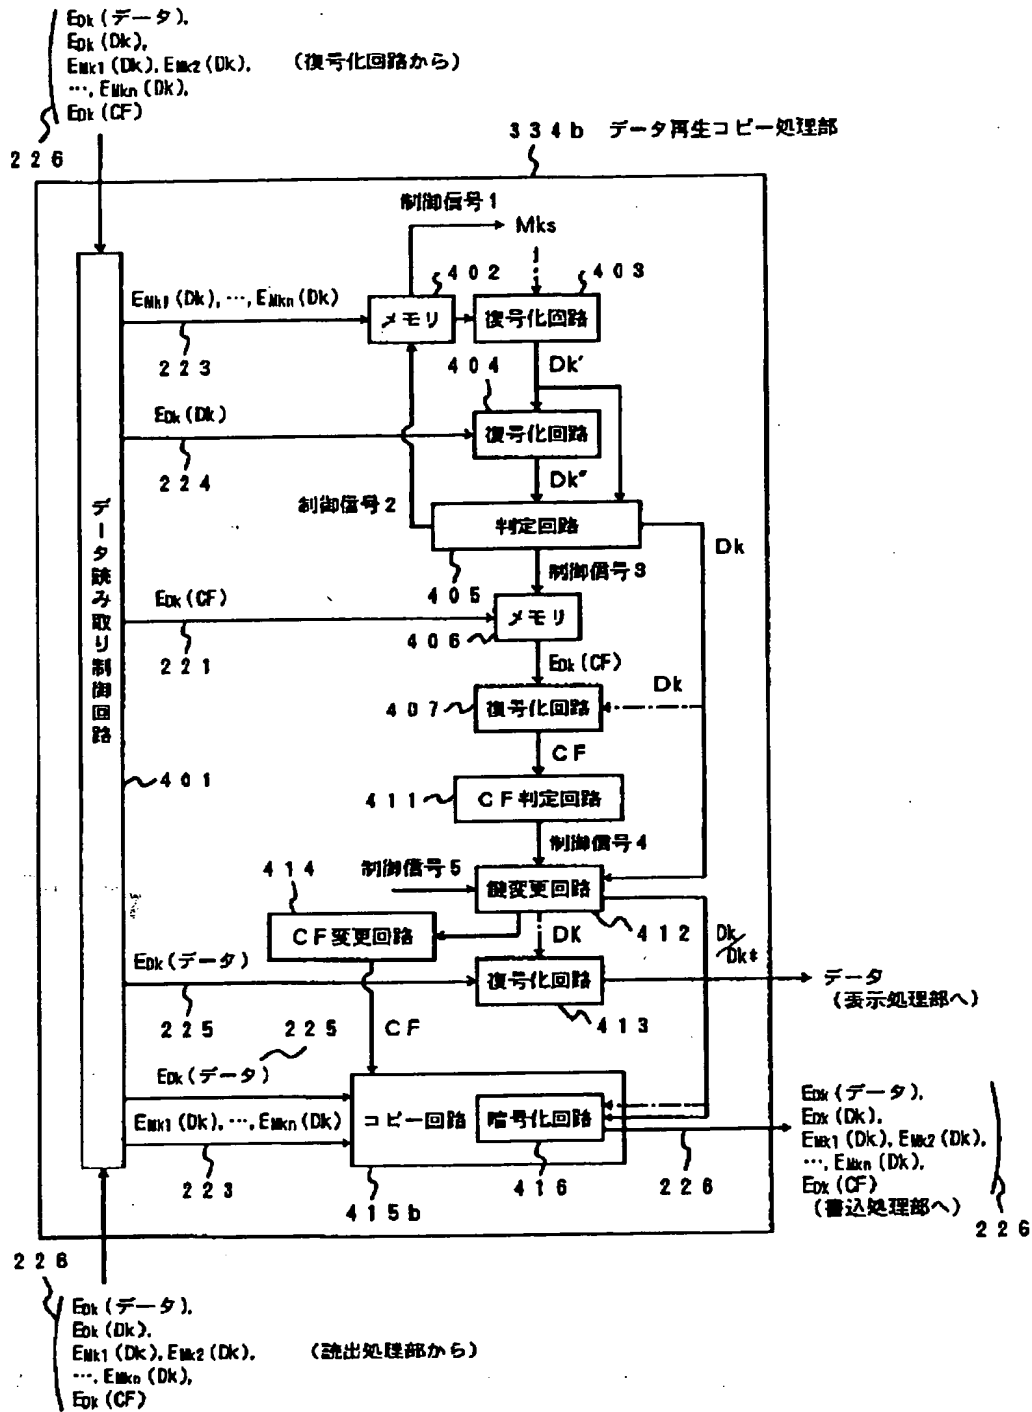 EDk(データ),
EDk(Dk),
EMk1(Dk), EMk2(Dk), (復号化回路から)
…, EMkn(Dk),
EDk(CF)
226
334b データ再生コピー処理部
制御信号1
Mks
402
403
EMk1(Dk), …, EMkn(Dk)
メモリ
復号化回路
223
404
Dk'
EDk(Dk)
復号化回路
224
Dk"
制御信号2
判定回路
Dk
データ読み取り制御回路
405
制御信号3
EDk(CF)
メモリ
221
406
EDk(CF)
Dk
407
復号化回路
CF
401
411
CF判定回路
制御信号4
414
制御信号5
鍵変更回路
CF変更回路
DK
412
Dk/Dk‡
EDk(データ)
復号化回路
データ
(表示処理部へ)
225
413
225
CF
EDk(データ)
EMk1(Dk), …, EMkn(Dk)
コピー回路
暗号化回路
223
415b
416
226
EDk(データ),
EDk(Dk),
EMk1(Dk), EMk2(Dk),
…, EMkn(Dk),
EDk(CF)
(書込処理部へ)
226
226
EDk(データ),
EDk(Dk),
EMk1(Dk), EMk2(Dk), (読出処理部から)
…, EMkn(Dk),
EDk(CF)